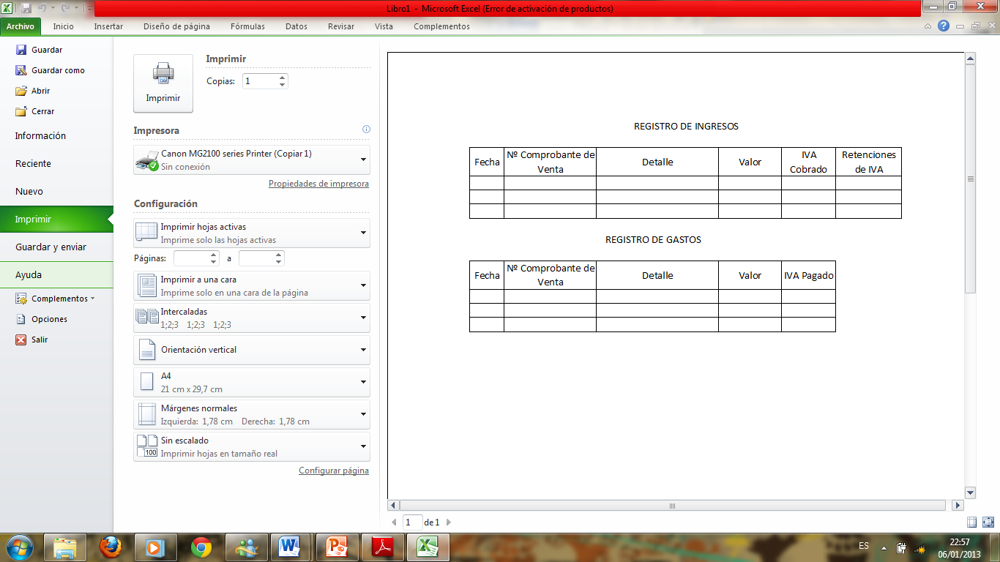 Libro1 - Microsoft Excel (Error de activación de productos)
Archivo Inicio Insertar Diseño de página Fórmulas Datos Revisar Vista Complementos
Guardar
Guardar como
Abrir
Cerrar
Información
Reciente
Nuevo
Imprimir
Guardar y enviar
Ayuda
Complementos
Opciones
Salir
Imprimir
Imprimir
Copias: 1
Impresora
Canon MG2100 series Printer (Copiar 1)
Sin conexión
Propiedades de impresora
Configuración
Imprimir hojas activas
Imprime solo las hojas activas
Páginas: a
Imprimir a una cara
Imprime solo en una cara de la página
Intercaladas
1;2;3 1;2;3 1;2;3
Orientación vertical
A4
21 cm x 29,7 cm
Márgenes normales
Izquierda: 1,78 cm Derecha: 1,78 cm
100
Sin escalado
Imprimir hojas en tamaño real
Configurar página
REGISTRO DE INGRESOS
Fecha
Nº Comprobante de
Venta
Detalle
Valor
IVA
Cobrado
Retenciones
de IVA
REGISTRO DE GASTOS
Fecha
Nº Comprobante de
Venta
Detalle
Valor
IVA Pagado
1 de 1
ES
22:57
06/01/2013